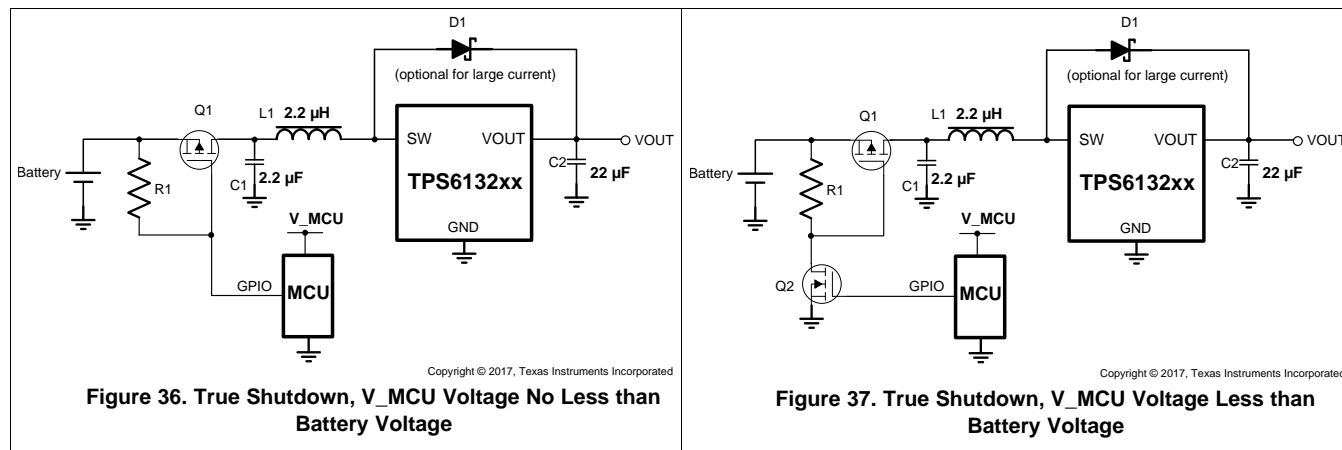 D1
(optional for large current)
Q1
L1 2.2 µH
SW VOUT
VOUT
Battery
R1
C1 2.2 µF
TPS6132xx
C2
22 µF
GND
V_MCU
GPIO
MCU
Copyright © 2017, Texas Instruments Incorporated
Figure 36. True Shutdown, V_MCU Voltage No Less than
Battery Voltage
D1
(optional for large current)
Q1
L1 2.2 µH
SW VOUT
VOUT
Battery
R1
C1 2.2 µF
TPS6132xx
C2
22 µF
GND
V_MCU
Q2
GPIO
MCU
Copyright © 2017, Texas Instruments Incorporated
Figure 37. True Shutdown, V_MCU Voltage Less than
Battery Voltage